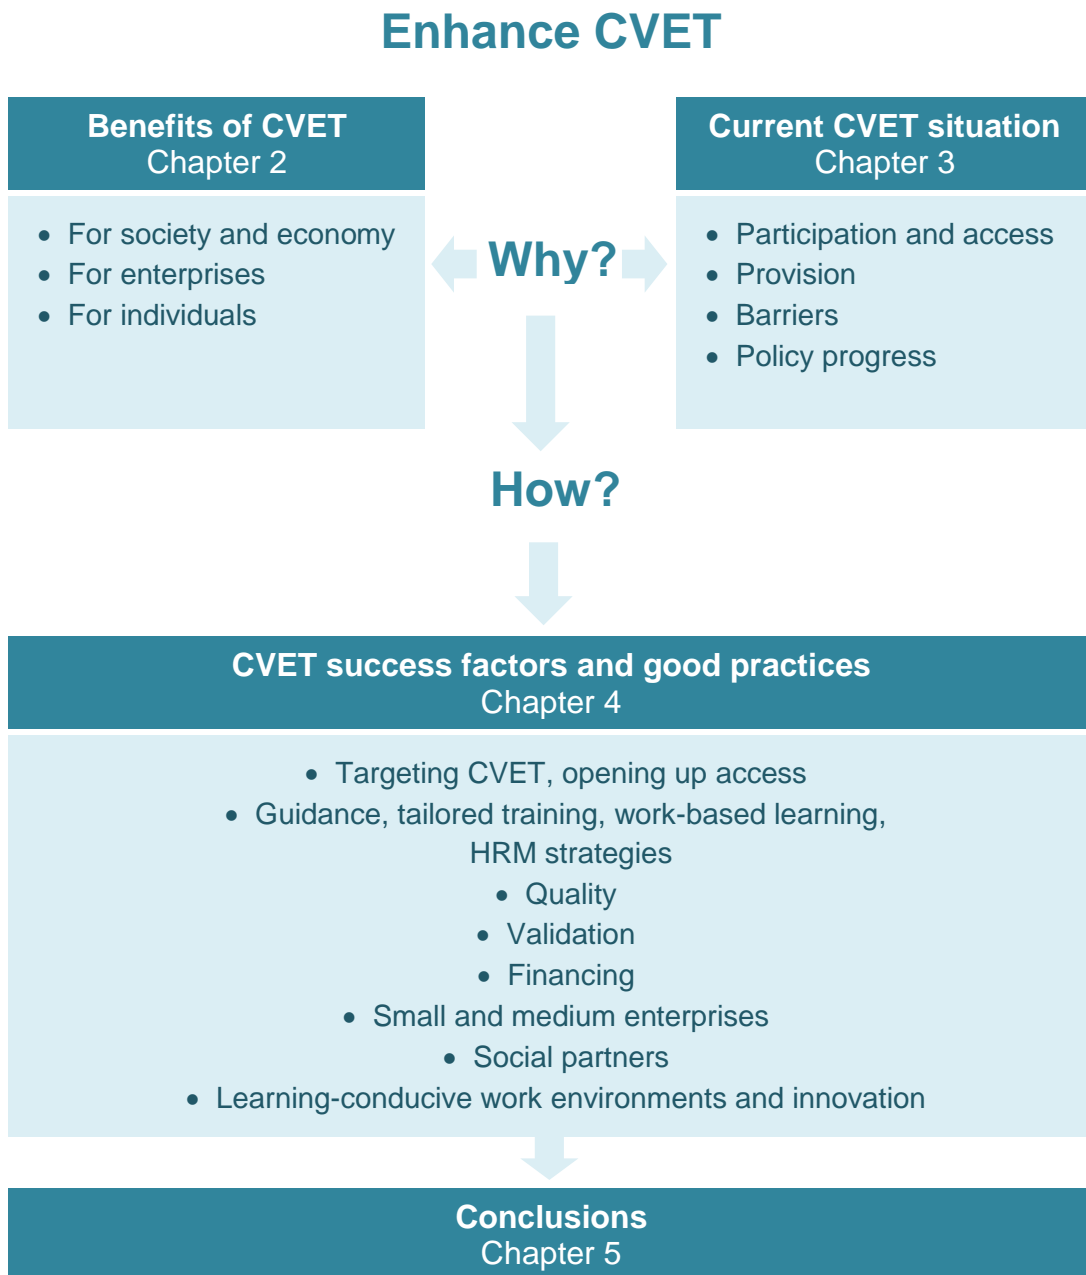 Enhance CVET
Benefits of CVET
Chapter 2
• For society and economy
• For enterprises
• For individuals
Why?
Current CVET situation
Chapter 3
• Participation and access
• Provision
• Barriers
• Policy progress
How?
CVET success factors and good practices
Chapter 4
• Targeting CVET, opening up access
• Guidance, tailored training, work-based learning,
HRM strategies
• Quality
• Validation
• Financing
• Small and medium enterprises
• Social partners
• Learning-conducive work environments and innovation
Conclusions
Chapter 5